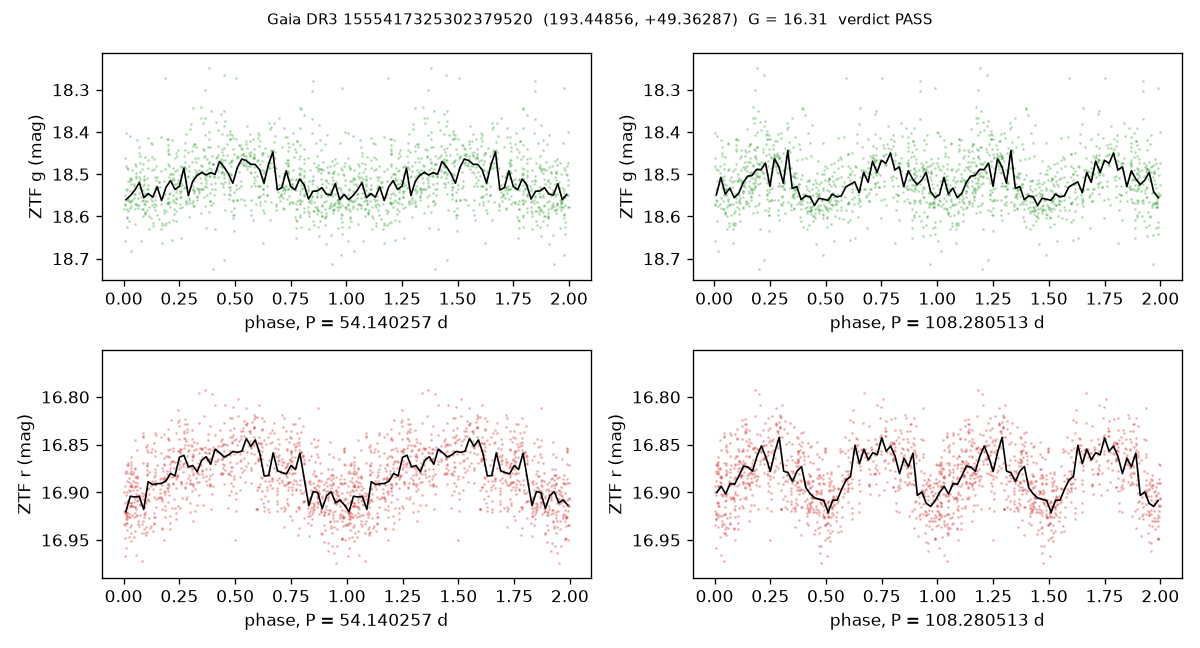 Gaia DR3 1555417325302379520  (193.44856, +49.36287)  G = 16.31  verdict PASS
ZTF g (mag)
18.3
18.4
18.5
18.6
18.7
0.00 0.25 0.50 0.75 1.00 1.25 1.50 1.75 2.00
phase, P = 54.140257 d
ZTF g (mag)
18.3
18.4
18.5
18.6
18.7
0.00 0.25 0.50 0.75 1.00 1.25 1.50 1.75 2.00
phase, P = 108.280513 d
ZTF r (mag)
16.80
16.85
16.90
16.95
0.00 0.25 0.50 0.75 1.00 1.25 1.50 1.75 2.00
phase, P = 54.140257 d
ZTF r (mag)
16.80
16.85
16.90
16.95
0.00 0.25 0.50 0.75 1.00 1.25 1.50 1.75 2.00
phase, P = 108.280513 d